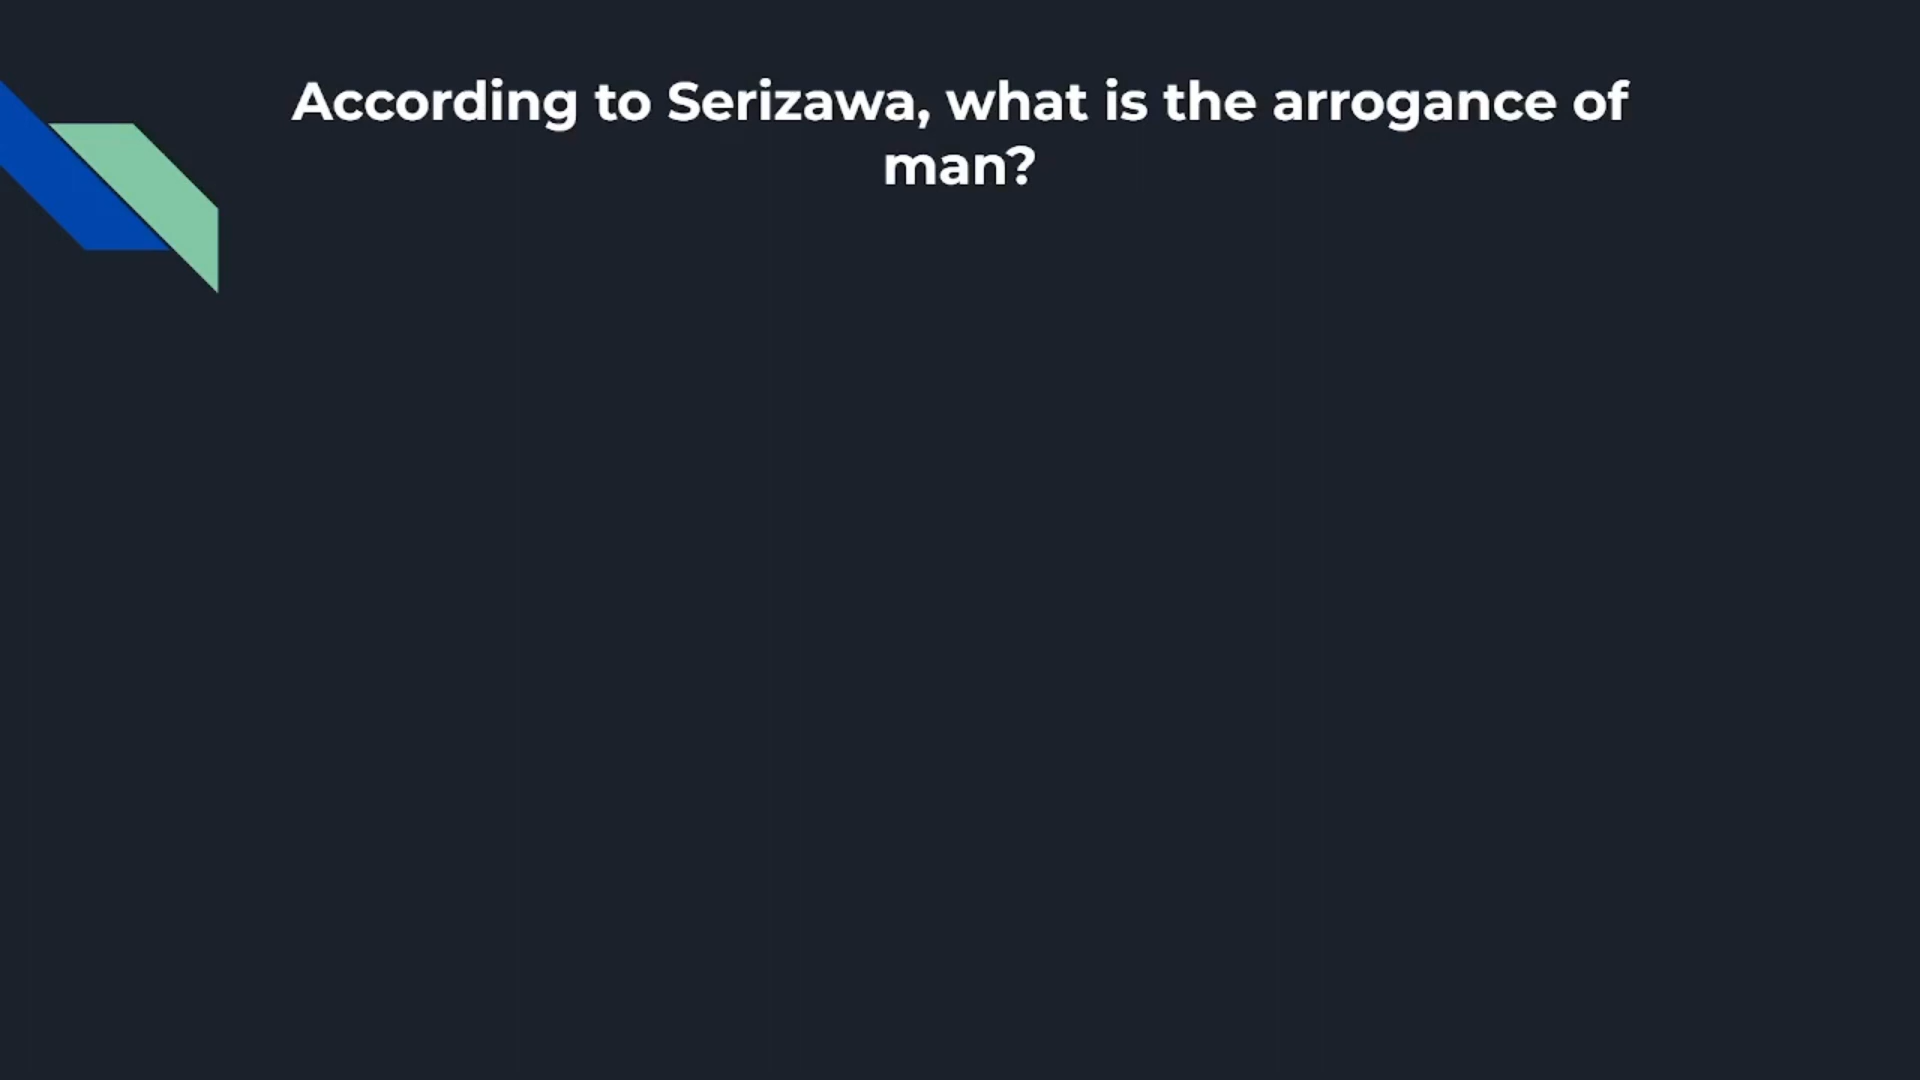 According to Serizawa, what is the arrogance of
man?